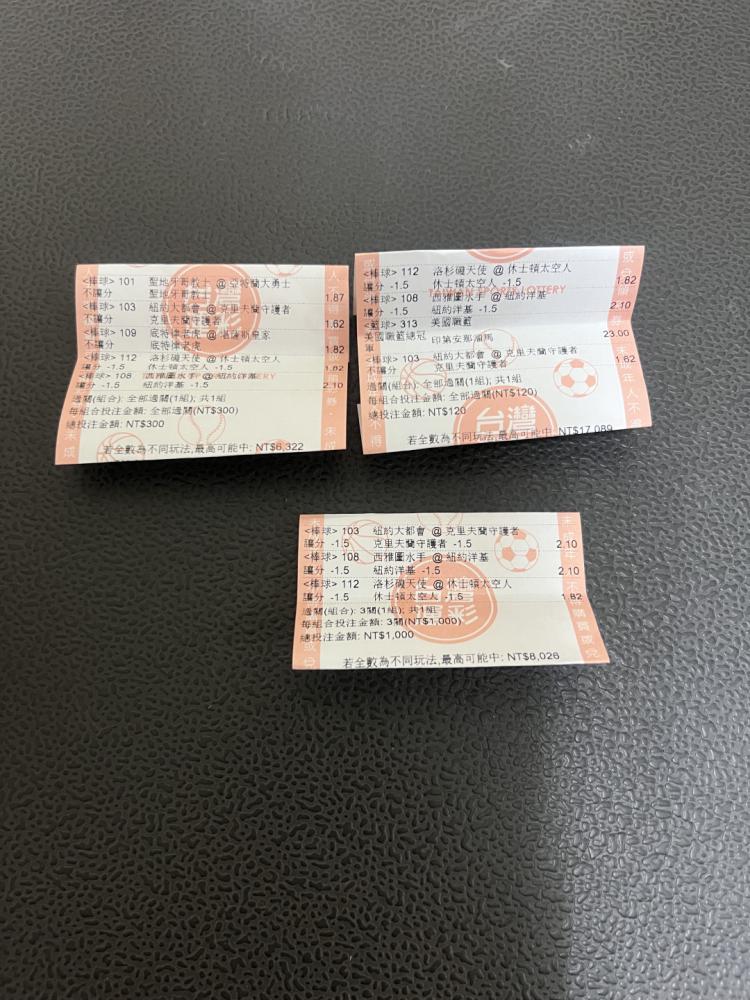 <棒球> 101 聖地牙哥教士 @ 亞特蘭大勇士
不讓分 聖地牙哥教士 1.87
<棒球> 103 紐約大都會 @ 克里夫蘭守護者
不讓分 克里夫蘭守護者 1.62
<棒球> 109 底特律老虎 @ 堪薩斯皇家
不讓分 底特律老虎 1.82
<棒球> 112 洛杉磯天使 @ 休士頓太空人
讓分 -1.5 休士頓太空人 -1.5 1.82
<棒球> 108 西雅圖水手 @ 紐約洋基
讓分 -1.5 紐約洋基 -1.5 2.10
過關(組合): 全部過關(1組); 共1組
每組合投注金額: 全部過關(NT$300)
總投注金額: NT$300
若全數為不同玩法,最高可能中: NT$6,322
<棒球> 112 洛杉磯天使 @ 休士頓太空人
讓分 -1.5 休士頓太空人 -1.5 1.82
TAIWAN SPORTS LOTTERY
<棒球> 108 西雅圖水手 @ 紐約洋基
讓分 -1.5 紐約洋基 -1.5 2.10
<籃球> 313 美國職籃
美國職籃總冠軍 印第安那溜馬 23.00
<棒球> 103 紐約大都會 @ 克里夫蘭守護者
不讓分 克里夫蘭守護者 1.62
過關(組合): 全部過關(1組); 共1組
每組合投注金額: 全部過關(NT$120)
總投注金額: NT$120
台灣
若全數為不同玩法,最高可能中: NT$17,089
<棒球> 103 紐約大都會 @ 克里夫蘭守護者
讓分 -1.5 克里夫蘭守護者 -1.5 2.10
<棒球> 108 西雅圖水手 @ 紐約洋基
讓分 -1.5 紐約洋基 -1.5 2.10
<棒球> 112 洛杉磯天使 @ 休士頓太空人
讓分 -1.5 休士頓太空人 -1.5 1.82
過關(組合): 3關(1組); 共1組
每組合投注金額: 3關(NT$1,000)
總投注金額: NT$1,000
若全數為不同玩法,最高可能中: NT$8,026